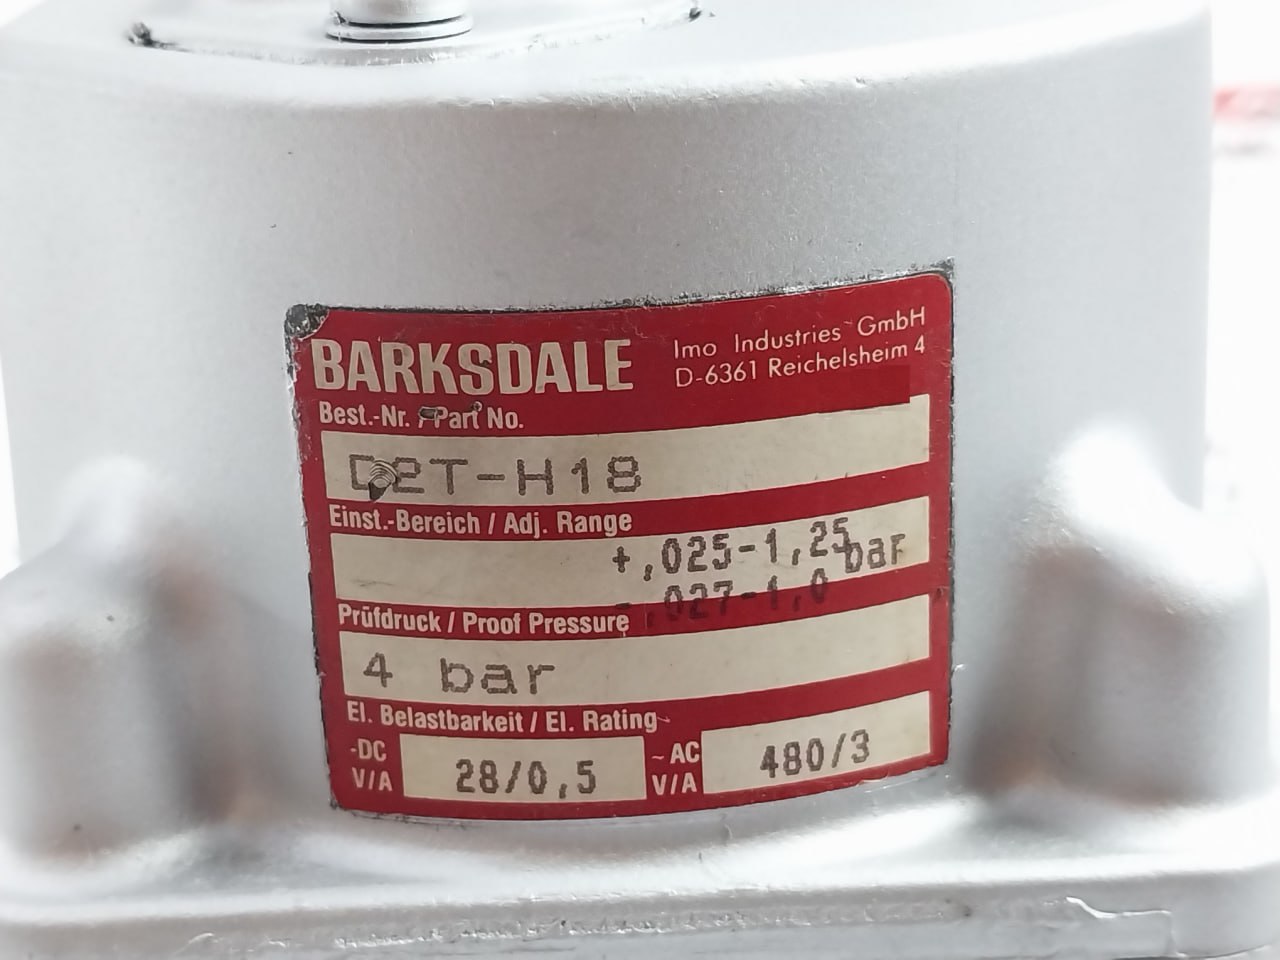 BARKSDALE
Imo Industries GmbH
D-6361 Reichelsheim 4
Best.-Nr. / Part No.
D2T-H18
Einst.-Bereich / Adj. Range
+,025-1,25 bar
-,027-1,0
Prüfdruck / Proof Pressure
4 bar
El. Belastbarkeit / El. Rating
-DC V/A 28/0,5 ~AC V/A 480/3